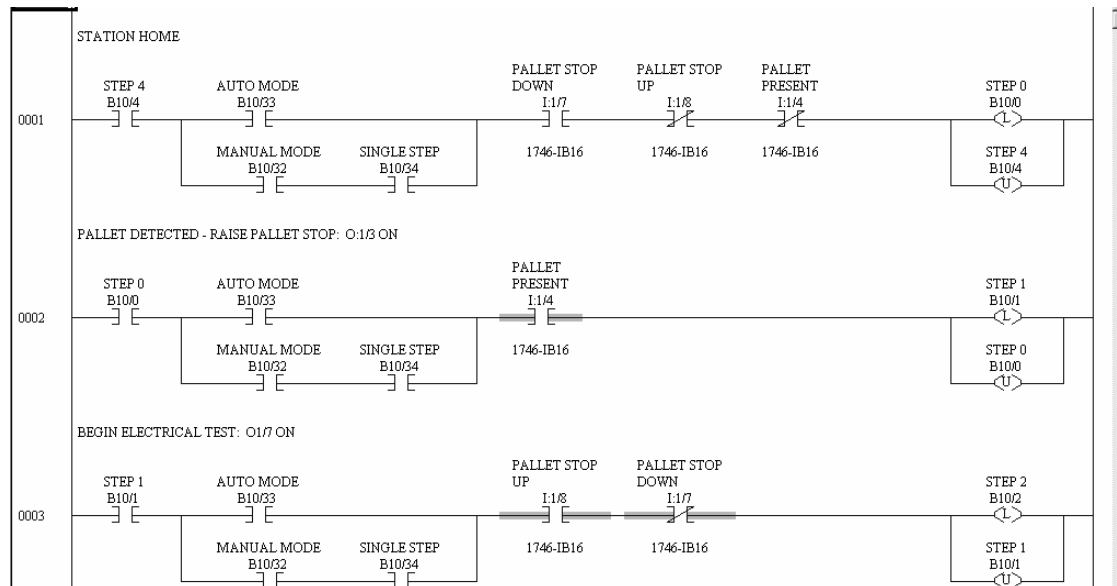 STATION HOME
PALLET STOP DOWN PALLET STOP UP PALLET PRESENT
STEP 4 AUTO MODE STEP 0
B10/4 B10/33 I:1/7 I:1/8 I:1/4 B10/0
0001 L
MANUAL MODE SINGLE STEP 1746-IB16 1746-IB16 1746-IB16 STEP 4
B10/32 B10/34 B10/4
U
PALLET DETECTED - RAISE PALLET STOP: O:1/3 ON
PALLET PRESENT
STEP 0 AUTO MODE STEP 1
B10/0 B10/33 I:1/4 B10/1
0002 L
MANUAL MODE SINGLE STEP 1746-IB16 STEP 0
B10/32 B10/34 B10/0
U
BEGIN ELECTRICAL TEST: O1/7 ON
PALLET STOP UP PALLET STOP DOWN
STEP 1 AUTO MODE STEP 2
B10/1 B10/33 I:1/8 I:1/7 B10/2
0003 L
MANUAL MODE SINGLE STEP 1746-IB16 1746-IB16 STEP 1
B10/32 B10/34 B10/1
U